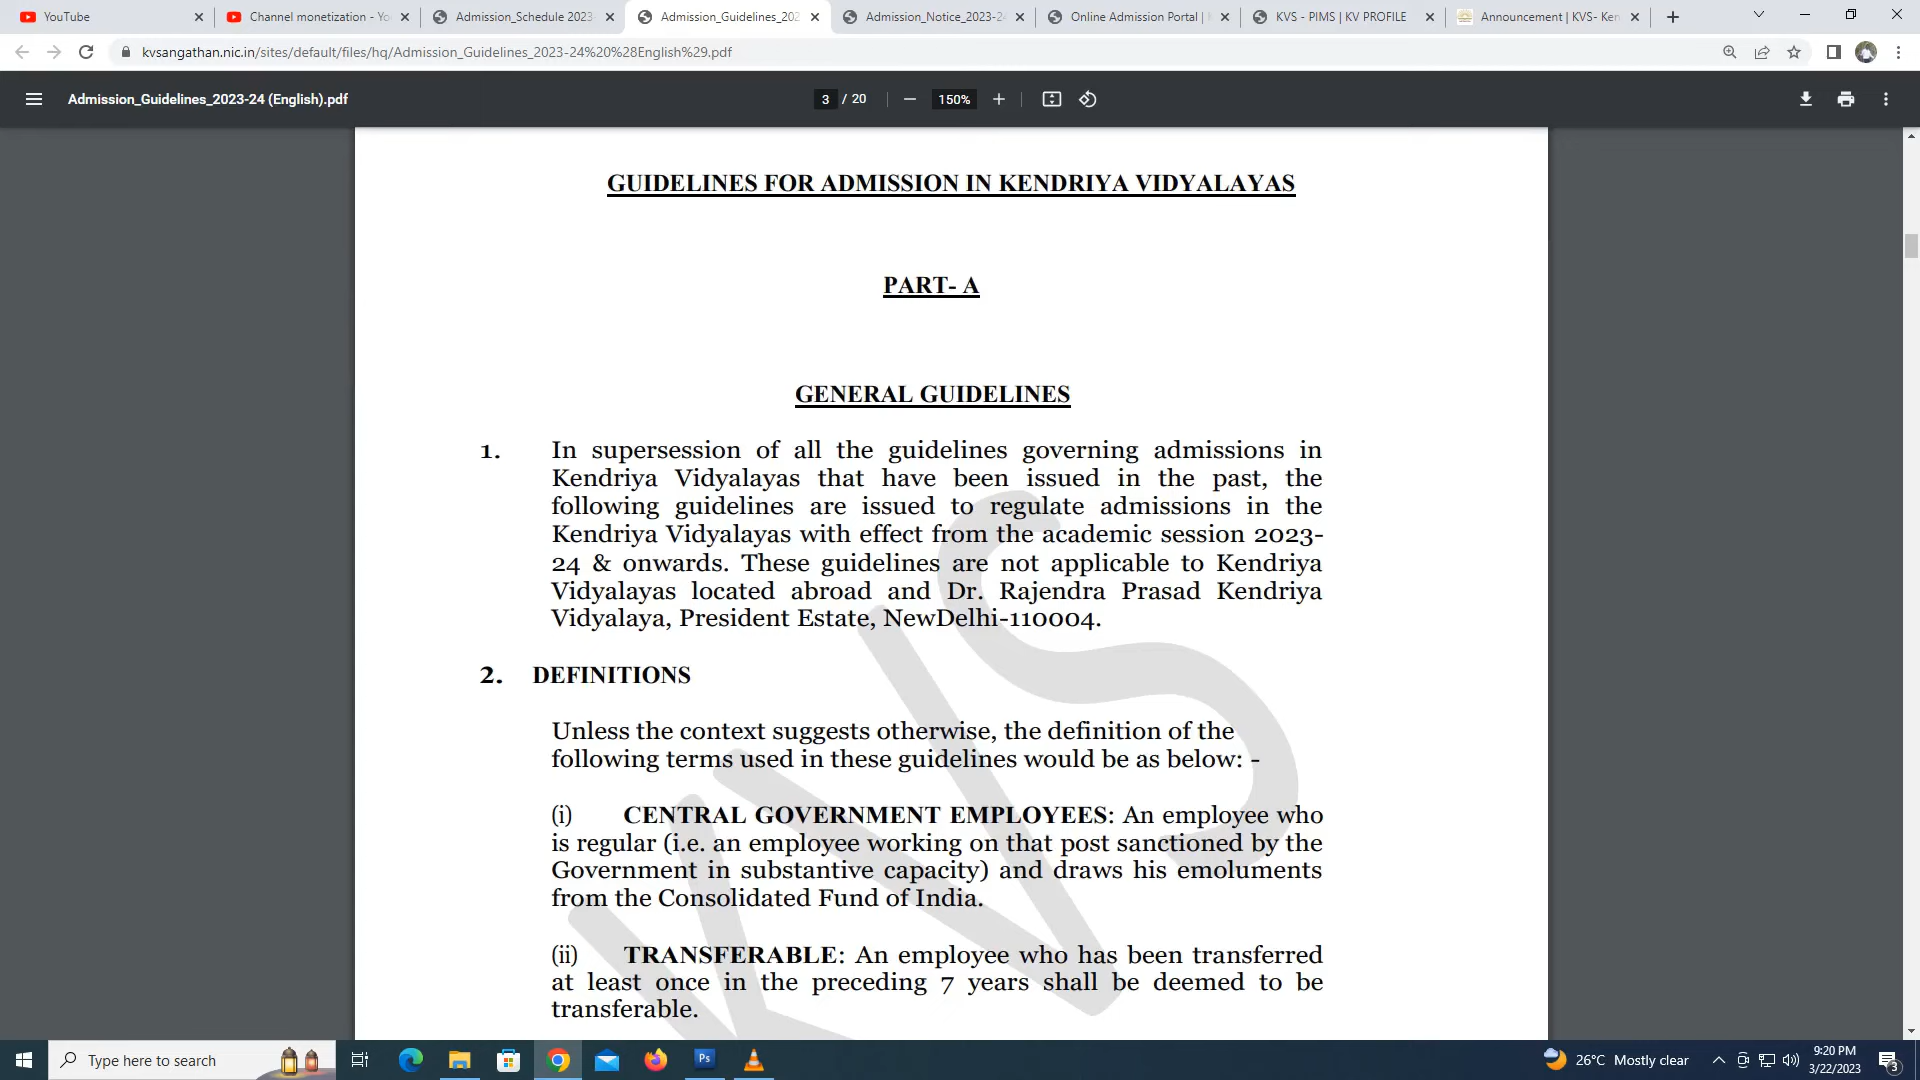 YouTube
Channel monetization - Yo
Admission_Schedule 2023-
Admission_Guidelines_202
Admission_Notice_2023-2
Online Admission Portal |
KVS - PIMS | KV PROFILE
Announcement | KVS- Ken
kvsangathan.nic.in/sites/default/files/hq/Admission_Guidelines_2023-24%20%28English%29.pdf
Admission_Guidelines_2023-24 (English).pdf
3 / 20
150%
GUIDELINES FOR ADMISSION IN KENDRIYA VIDYALAYAS
PART- A
GENERAL GUIDELINES
1. In supersession of all the guidelines governing admissions in
Kendriya Vidyalayas that have been issued in the past, the
following guidelines are issued to regulate admissions in the
Kendriya Vidyalayas with effect from the academic session 2023-
24 & onwards. These guidelines are not applicable to Kendriya
Vidyalayas located abroad and Dr. Rajendra Prasad Kendriya
Vidyalaya, President Estate, NewDelhi-110004.
2. DEFINITIONS
Unless the context suggests otherwise, the definition of the
following terms used in these guidelines would be as below: -
(i) CENTRAL GOVERNMENT EMPLOYEES: An employee who
is regular (i.e. an employee working on that post sanctioned by the
Government in substantive capacity) and draws his emoluments
from the Consolidated Fund of India.
(ii) TRANSFERABLE: An employee who has been transferred
at least once in the preceding 7 years shall be deemed to be
transferable.
KVS
Type here to search
Ps
26°C Mostly clear
9:20 PM
3/22/2023
3